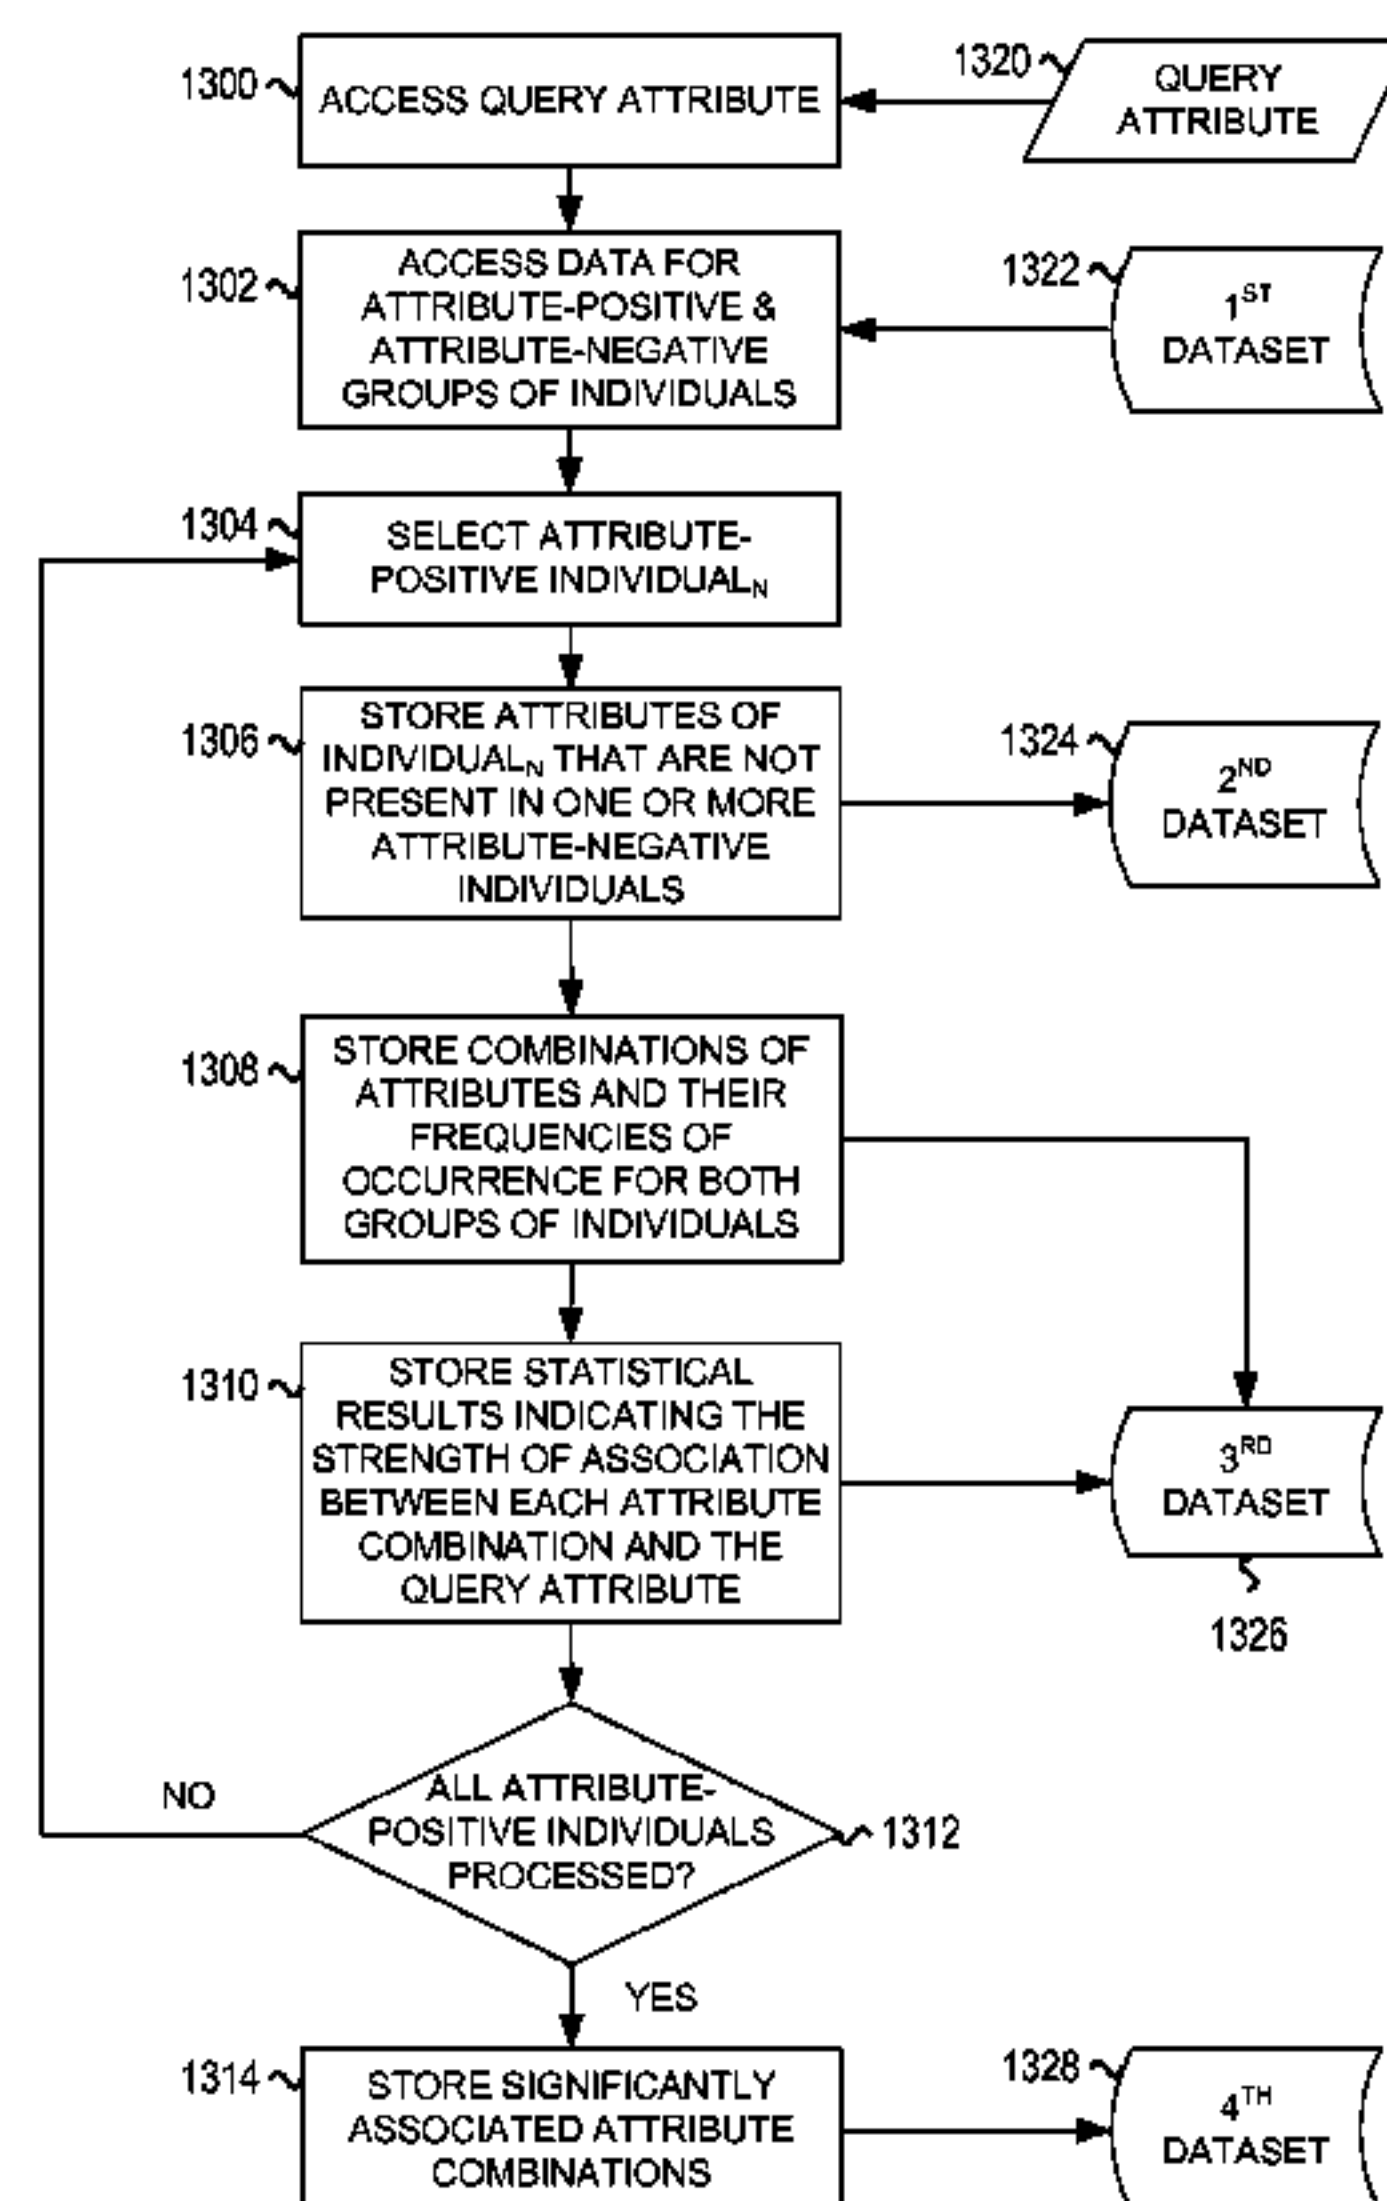 1300
ACCESS QUERY ATTRIBUTE
1320
QUERY
ATTRIBUTE
1302
ACCESS DATA FOR
ATTRIBUTE-POSITIVE &
ATTRIBUTE-NEGATIVE
GROUPS OF INDIVIDUALS
1322
1ST
DATASET
1304
SELECT ATTRIBUTE-
POSITIVE INDIVIDUALN
1306
STORE ATTRIBUTES OF
INDIVIDUALN THAT ARE NOT
PRESENT IN ONE OR MORE
ATTRIBUTE-NEGATIVE
INDIVIDUALS
1324
2ND
DATASET
1308
STORE COMBINATIONS OF
ATTRIBUTES AND THEIR
FREQUENCIES OF
OCCURRENCE FOR BOTH
GROUPS OF INDIVIDUALS
1310
STORE STATISTICAL
RESULTS INDICATING THE
STRENGTH OF ASSOCIATION
BETWEEN EACH ATTRIBUTE
COMBINATION AND THE
QUERY ATTRIBUTE
3RD
DATASET
1326
NO
ALL ATTRIBUTE-
POSITIVE INDIVIDUALS
PROCESSED?
1312
YES
1314
STORE SIGNIFICANTLY
ASSOCIATED ATTRIBUTE
COMBINATIONS
1328
4TH
DATASET